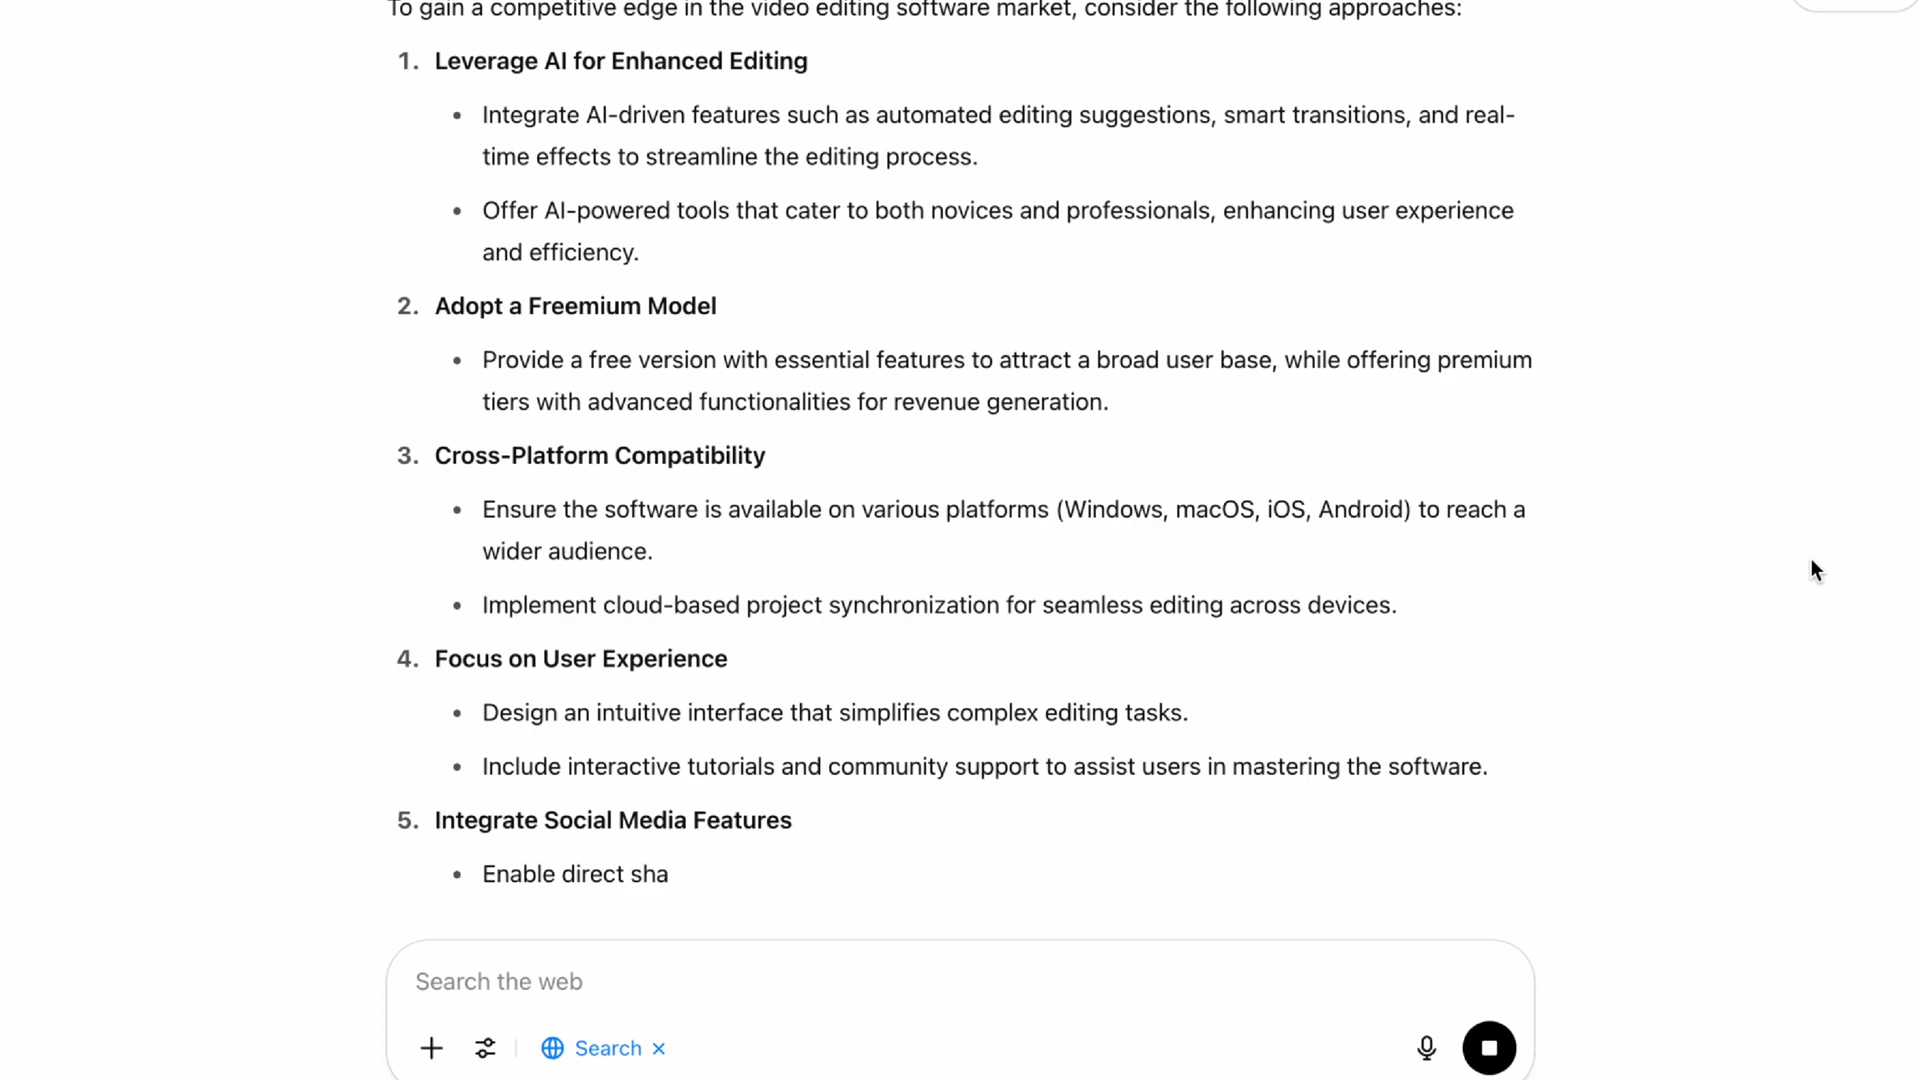 To gain a competitive edge in the video editing software market, consider the following approaches:
1. Leverage AI for Enhanced Editing
• Integrate AI-driven features such as automated editing suggestions, smart transitions, and real-
time effects to streamline the editing process.
• Offer AI-powered tools that cater to both novices and professionals, enhancing user experience
and efficiency.
2. Adopt a Freemium Model
• Provide a free version with essential features to attract a broad user base, while offering premium
tiers with advanced functionalities for revenue generation.
3. Cross-Platform Compatibility
• Ensure the software is available on various platforms (Windows, macOS, iOS, Android) to reach a
wider audience.
• Implement cloud-based project synchronization for seamless editing across devices.
4. Focus on User Experience
• Design an intuitive interface that simplifies complex editing tasks.
• Include interactive tutorials and community support to assist users in mastering the software.
5. Integrate Social Media Features
• Enable direct sha
Search the web
Search